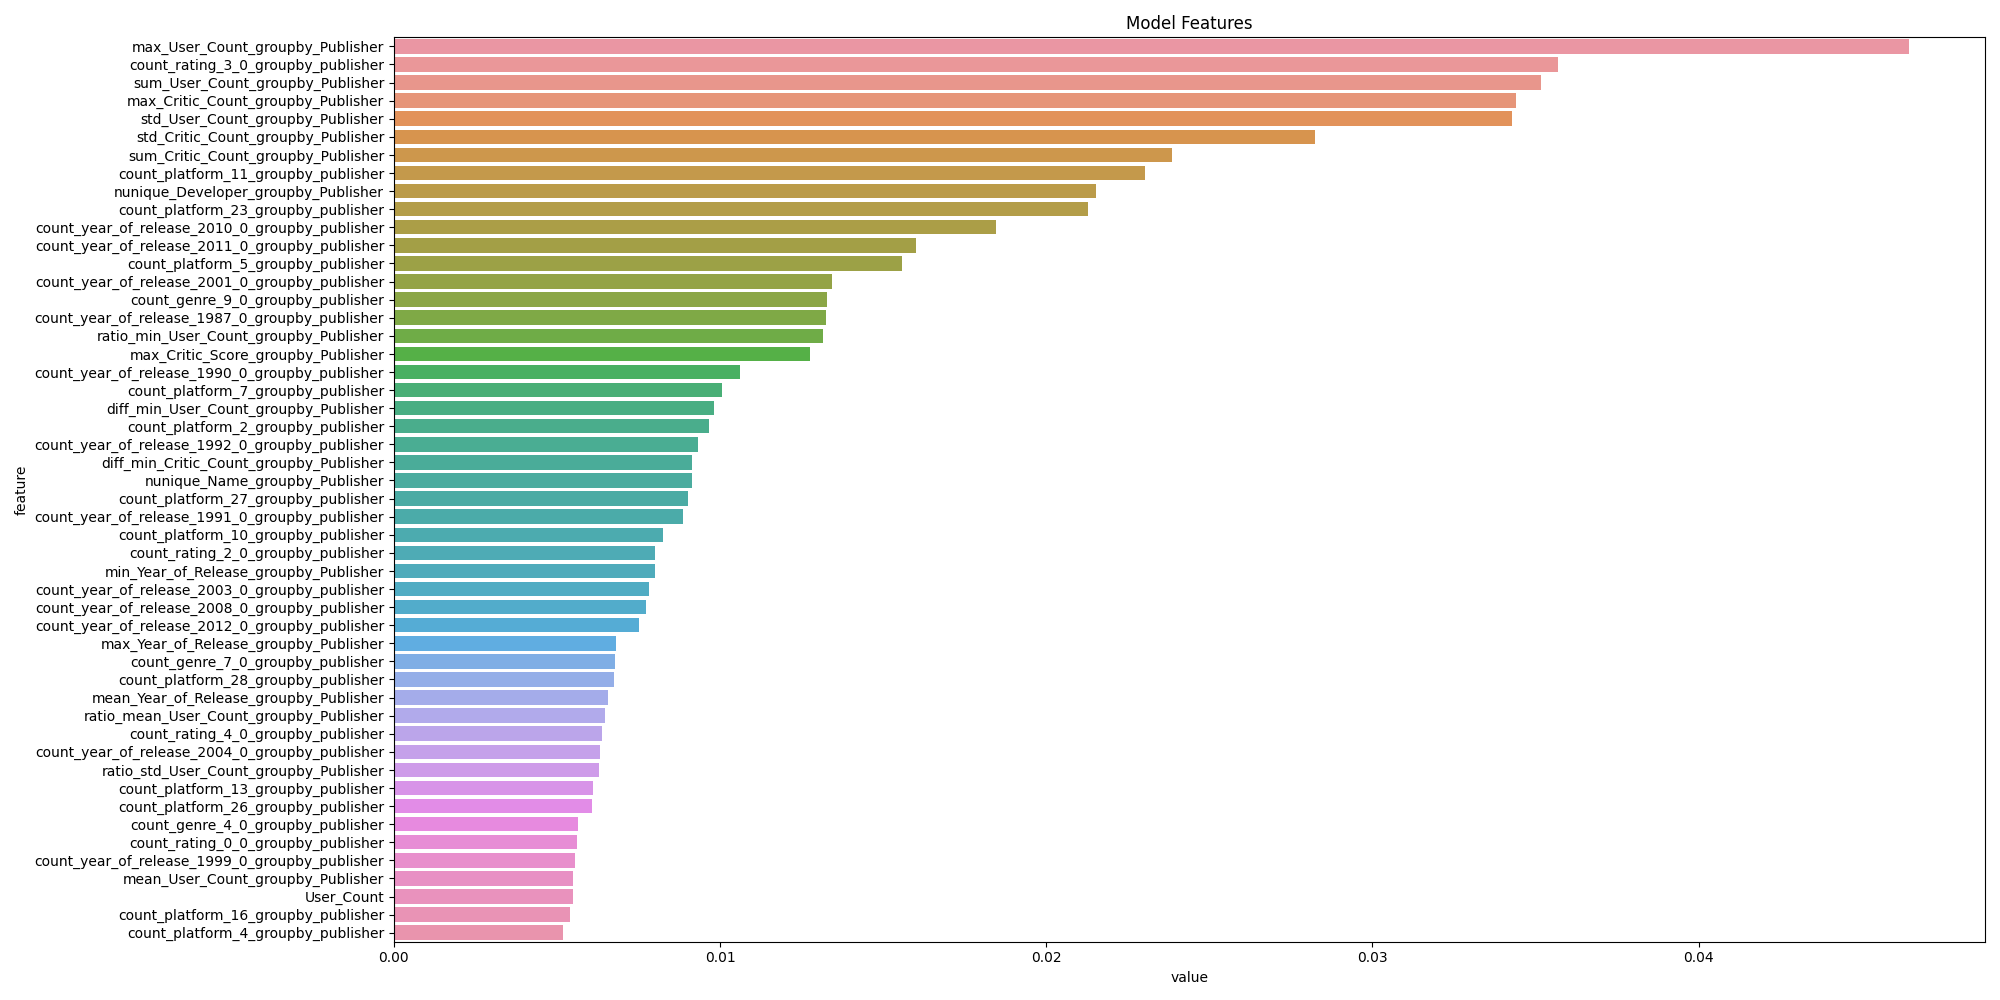 Model Features
max_User_Count_groupby_Publisher
count_rating_3_0_groupby_publisher
sum_User_Count_groupby_Publisher
max_Critic_Count_groupby_Publisher
std_User_Count_groupby_Publisher
std_Critic_Count_groupby_Publisher
sum_Critic_Count_groupby_Publisher
count_platform_11_groupby_publisher
nunique_Developer_groupby_Publisher
count_platform_23_groupby_publisher
count_year_of_release_2010_0_groupby_publisher
count_year_of_release_2011_0_groupby_publisher
count_platform_5_groupby_publisher
count_year_of_release_2001_0_groupby_publisher
count_genre_9_0_groupby_publisher
count_year_of_release_1987_0_groupby_publisher
ratio_min_User_Count_groupby_Publisher
max_Critic_Score_groupby_Publisher
count_year_of_release_1990_0_groupby_publisher
count_platform_7_groupby_publisher
diff_min_User_Count_groupby_Publisher
count_platform_2_groupby_publisher
count_year_of_release_1992_0_groupby_publisher
diff_min_Critic_Count_groupby_Publisher
nunique_Name_groupby_Publisher
count_platform_27_groupby_publisher
count_year_of_release_1991_0_groupby_publisher
count_platform_10_groupby_publisher
count_rating_2_0_groupby_publisher
min_Year_of_Release_groupby_Publisher
count_year_of_release_2003_0_groupby_publisher
count_year_of_release_2008_0_groupby_publisher
count_year_of_release_2012_0_groupby_publisher
max_Year_of_Release_groupby_Publisher
count_genre_7_0_groupby_publisher
count_platform_28_groupby_publisher
mean_Year_of_Release_groupby_Publisher
ratio_mean_User_Count_groupby_Publisher
count_rating_4_0_groupby_publisher
count_year_of_release_2004_0_groupby_publisher
ratio_std_User_Count_groupby_Publisher
count_platform_13_groupby_publisher
count_platform_26_groupby_publisher
count_genre_4_0_groupby_publisher
count_rating_0_0_groupby_publisher
count_year_of_release_1999_0_groupby_publisher
mean_User_Count_groupby_Publisher
User_Count
count_platform_16_groupby_publisher
count_platform_4_groupby_publisher
feature
0.00 0.01 0.02 0.03 0.04
value